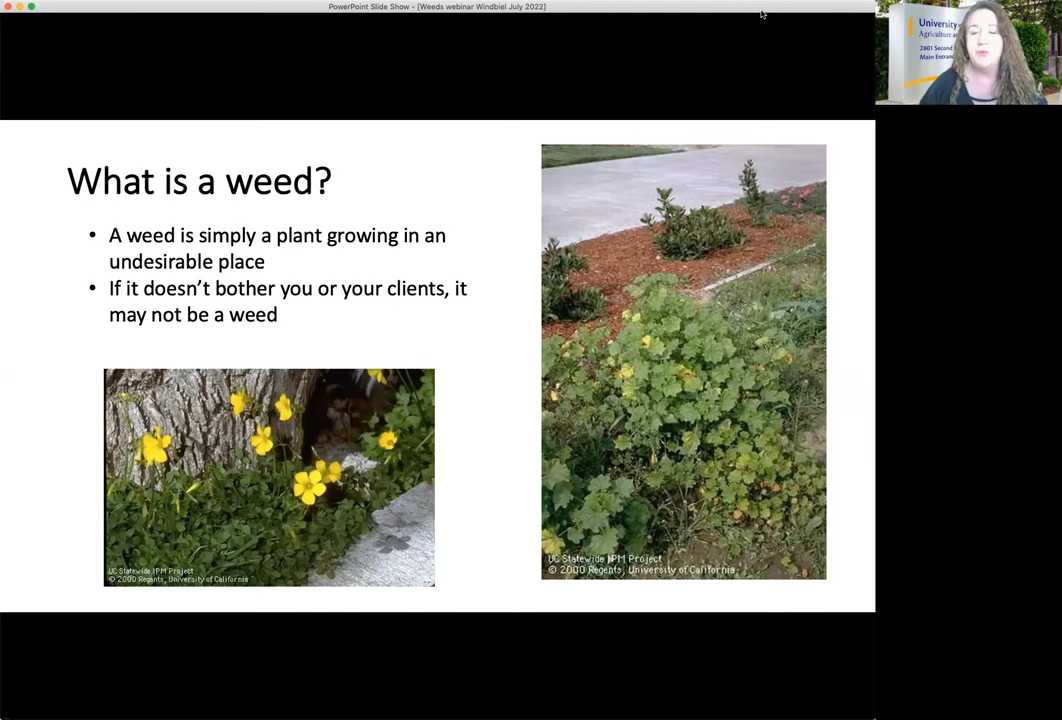 PowerPoint Slide Show - [Weeds webinar Windbiel July 2022]
University
Agriculture
2801 Second
Main Entrance
What is a weed?
• A weed is simply a plant growing in an
undesirable place
• If it doesn't bother you or your clients, it
may not be a weed
UC Statewide IPM Project
© 2000 Regents, University of California
UC Statewide IPM Project
© 2000 Regents, University of California